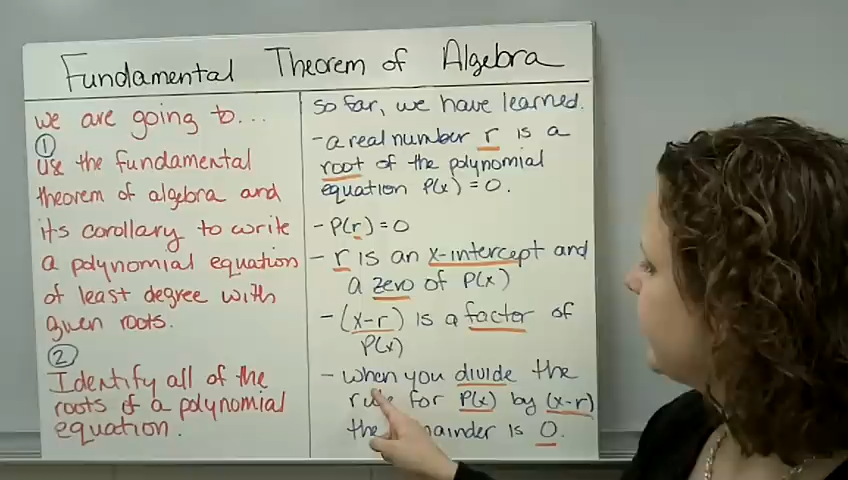 Fundamental Theorem of Algebra
we are going to...
①
use the fundamental
theorem of algebra and
its corollary to write
a polynomial equation
of least degree with
given roots.
②
Identify all of the
roots of a polynomial
equation.
so far, we have learned.
- a real number r is a
root of the polynomial
equation P(x) = 0.
- P(r) = 0
- r is an x-intercept and
a zero of P(x)
- (x-r) is a factor of
P(x)
- when you divide the
for P(x) by (x-r)
is 0.